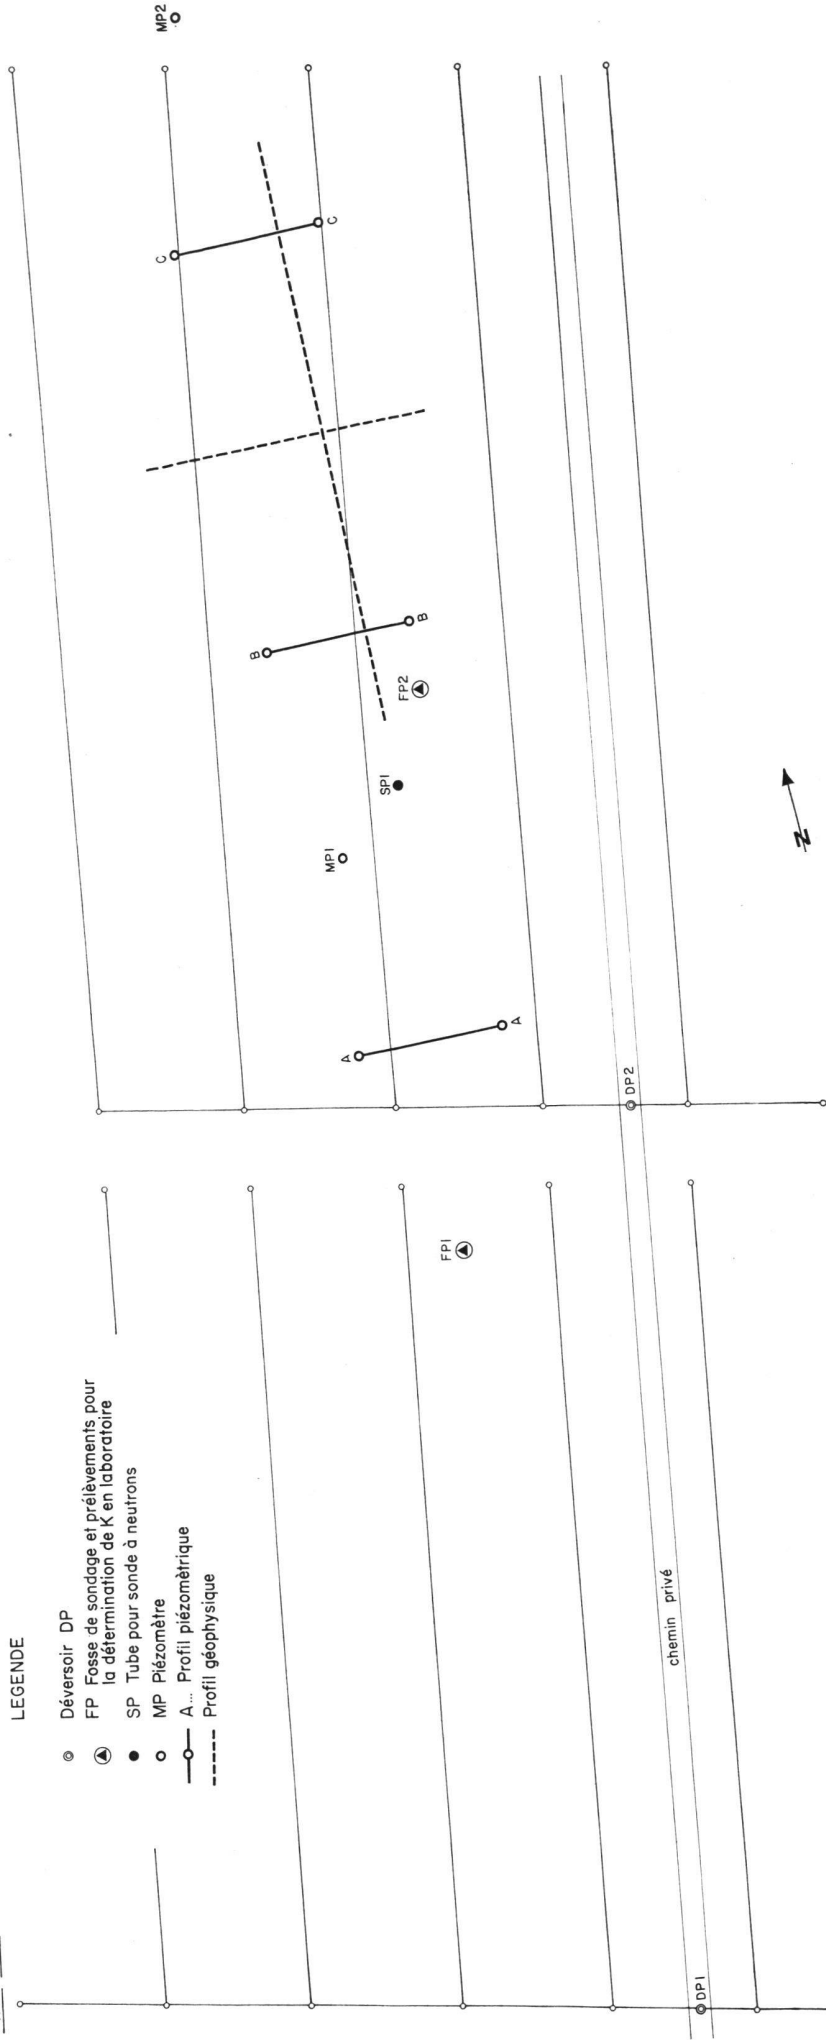 LEGENDE
Déversoir DP
FP Fosse de sondage et prélèvements pour
la détermination de K en laboratoire
SP Tube pour sonde à neutrons
MP Piézomètre
A... Profil piézomètrique
Profil géophysique
MP2
C
C
B
B
FP2
SP1
MP1
A
A
DP2
N
FP1
chemin privé
DP1